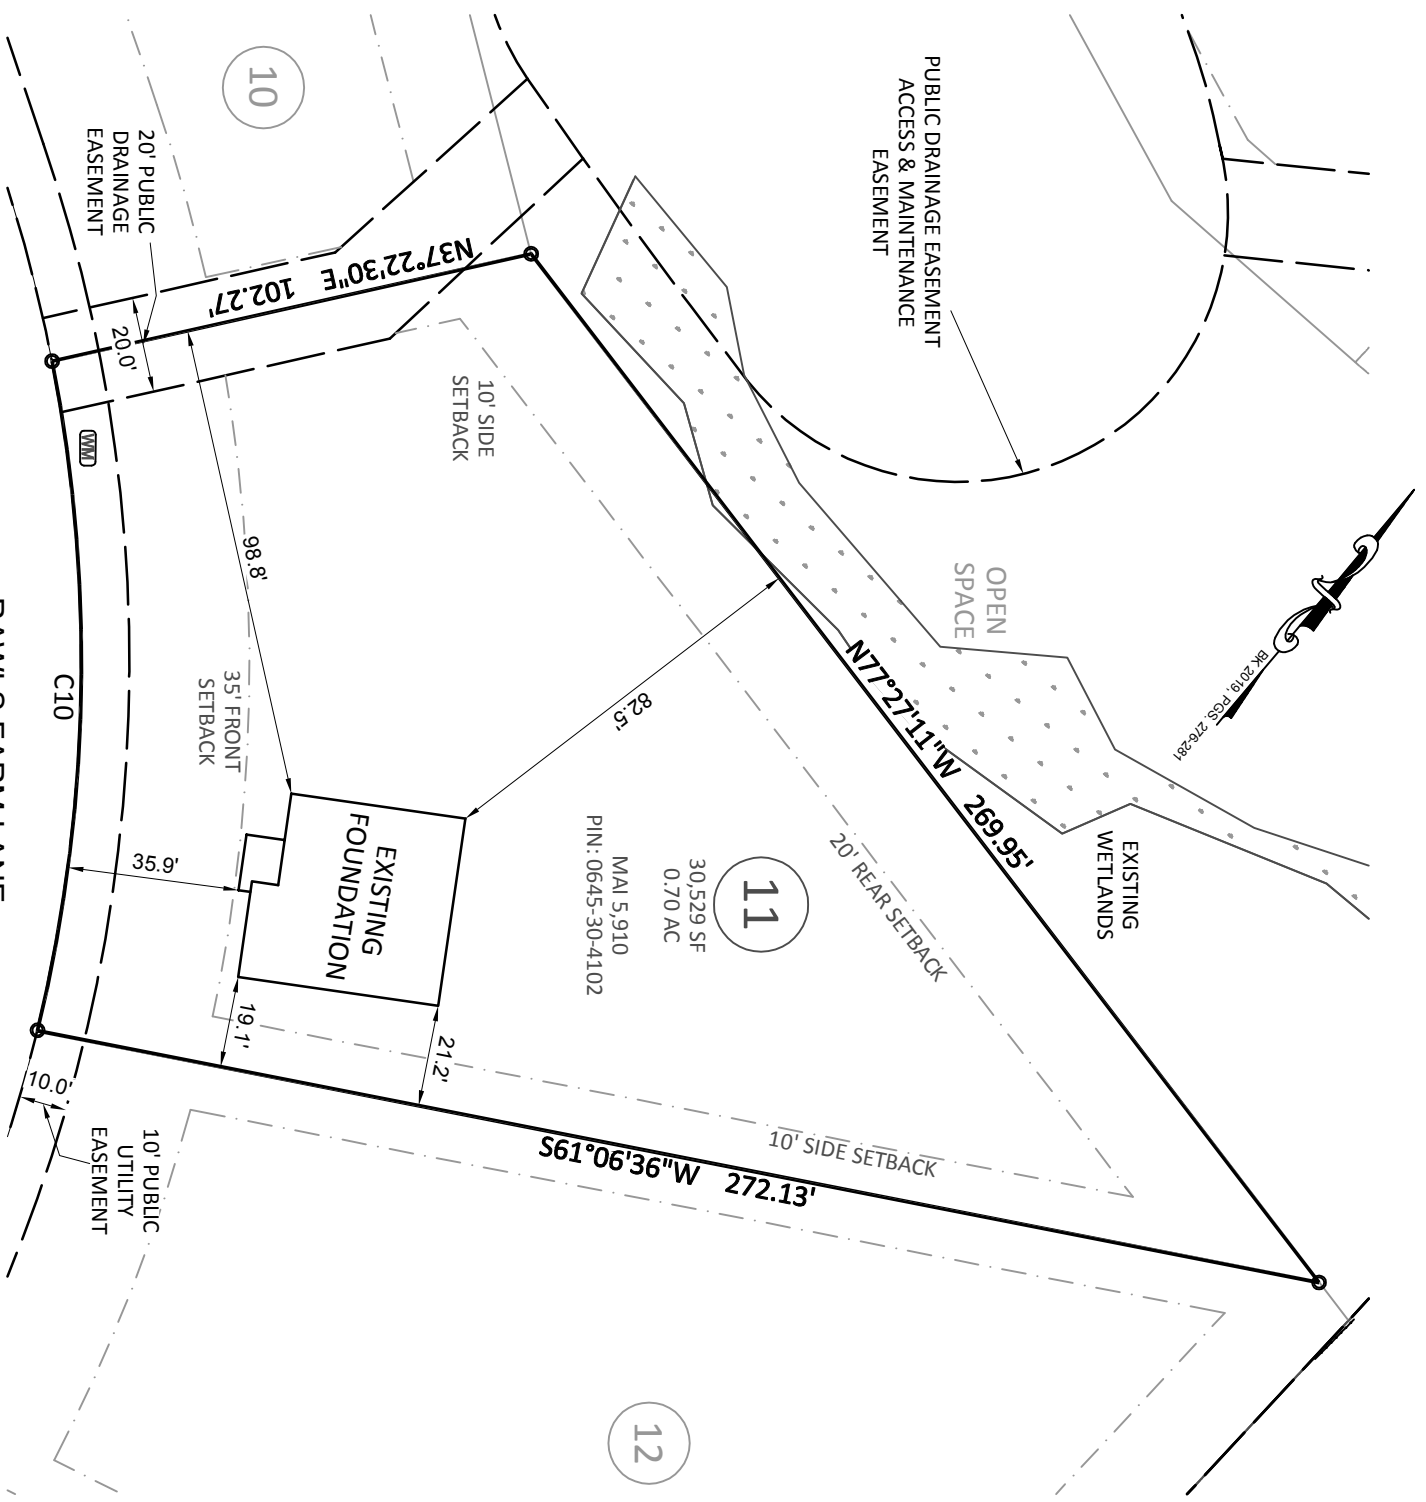 10
20' PUBLIC
DRAINAGE
EASEMENT
PUBLIC DRAINAGE EASEMENT
ACCESS & MAINTENANCE
EASEMENT
N37°22'30"E 102.27'
20.0'
WM
10' SIDE
SETBACK
98.8'
OPEN
SPACE
BK 2019, PGS. 276-281
C10
35' FRONT
SETBACK
82.5'
N77°27'11"W 269.95'
EXISTING
WETLANDS
20' REAR SETBACK
11
30,529 SF
0.70 AC
MAI 5,910
PIN: 0645-30-4102
EXISTING
FOUNDATION
35.9'
19.1'
21.2'
10' SIDE SETBACK
S61°06'36"W 272.13'
10.0'
10' PUBLIC
UTILITY
EASEMENT
12